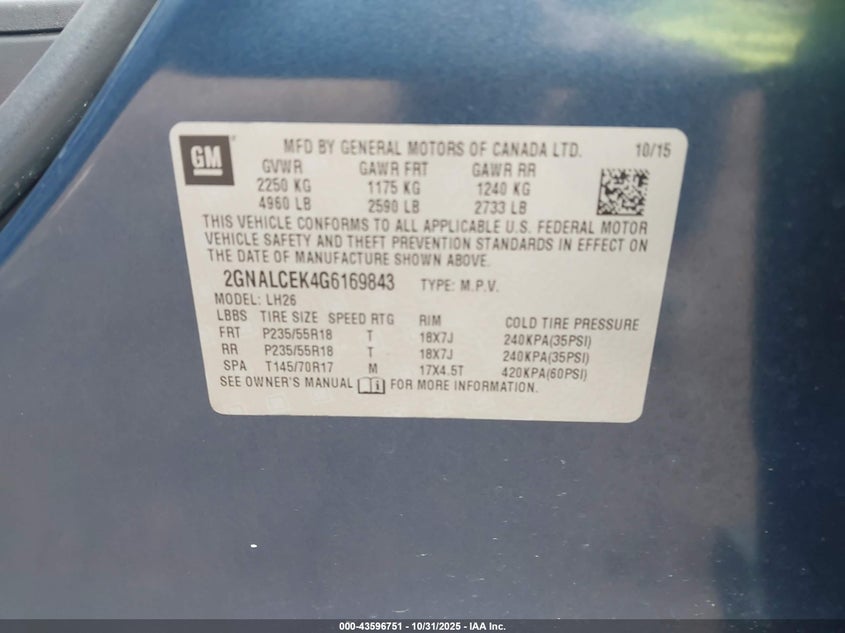 GM
MFD BY GENERAL MOTORS OF CANADA LTD. 10/15
GVWR GAWR FRT GAWR RR
2250 KG 1175 KG 1240 KG
4960 LB 2590 LB 2733 LB
THIS VEHICLE CONFORMS TO ALL APPLICABLE U.S. FEDERAL MOTOR
VEHICLE SAFETY AND THEFT PREVENTION STANDARDS IN EFFECT ON
THE DATE OF MANUFACTURE SHOWN ABOVE.
2GNALCEK4G6169843 TYPE: M.P.V.
MODEL: LH26
LBBS TIRE SIZE SPEED RTG RIM COLD TIRE PRESSURE
FRT P235/55R18 T 18X7J 240KPA(35PSI)
RR P235/55R18 T 18X7J 240KPA(35PSI)
SPA T145/70R17 M 17X4.5T 420KPA(60PSI)
SEE OWNER'S MANUAL FOR MORE INFORMATION.
000-43596751 - 10/31/2025 - IAA Inc.